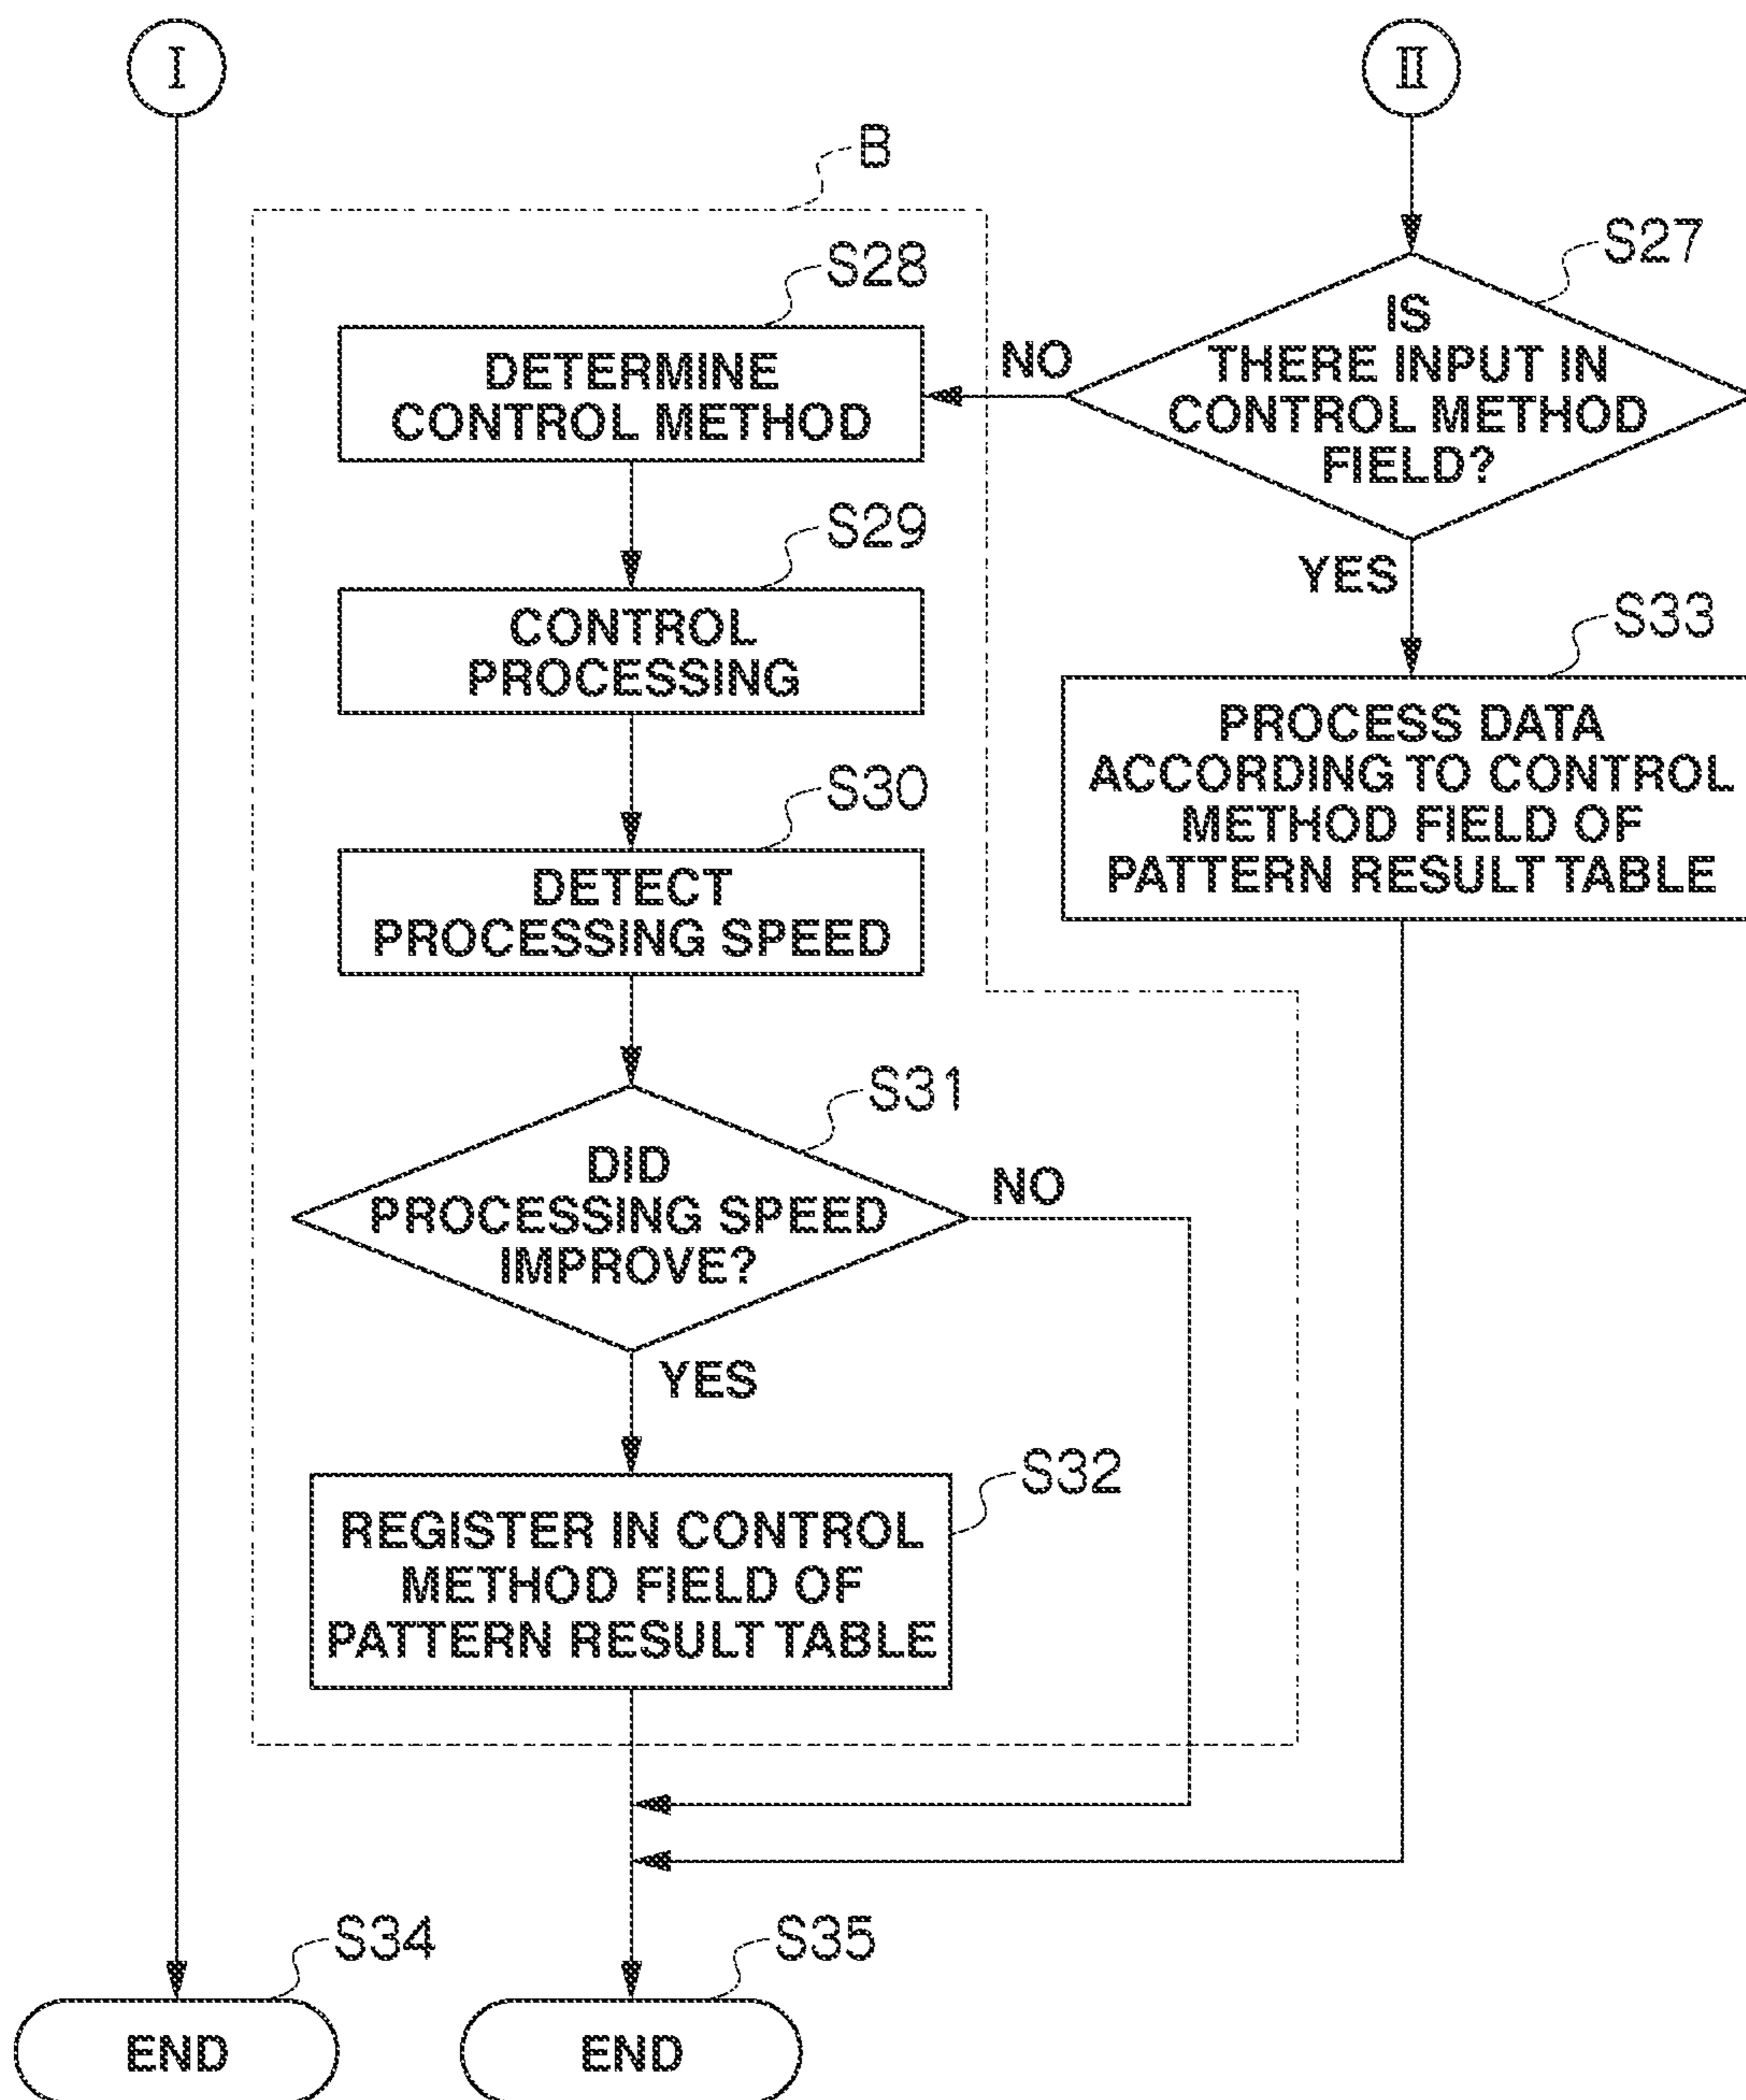 I
II
B
S27
IS
THERE INPUT IN
CONTROL METHOD
FIELD?
NO
YES
S28
DETERMINE
CONTROL METHOD
S29
CONTROL
PROCESSING
S33
PROCESS DATA
ACCORDING TO CONTROL
METHOD FIELD OF
PATTERN RESULT TABLE
S30
DETECT
PROCESSING SPEED
S31
DID
PROCESSING SPEED
IMPROVE?
NO
YES
S32
REGISTER IN CONTROL
METHOD FIELD OF
PATTERN RESULT TABLE
S34
END
S35
END